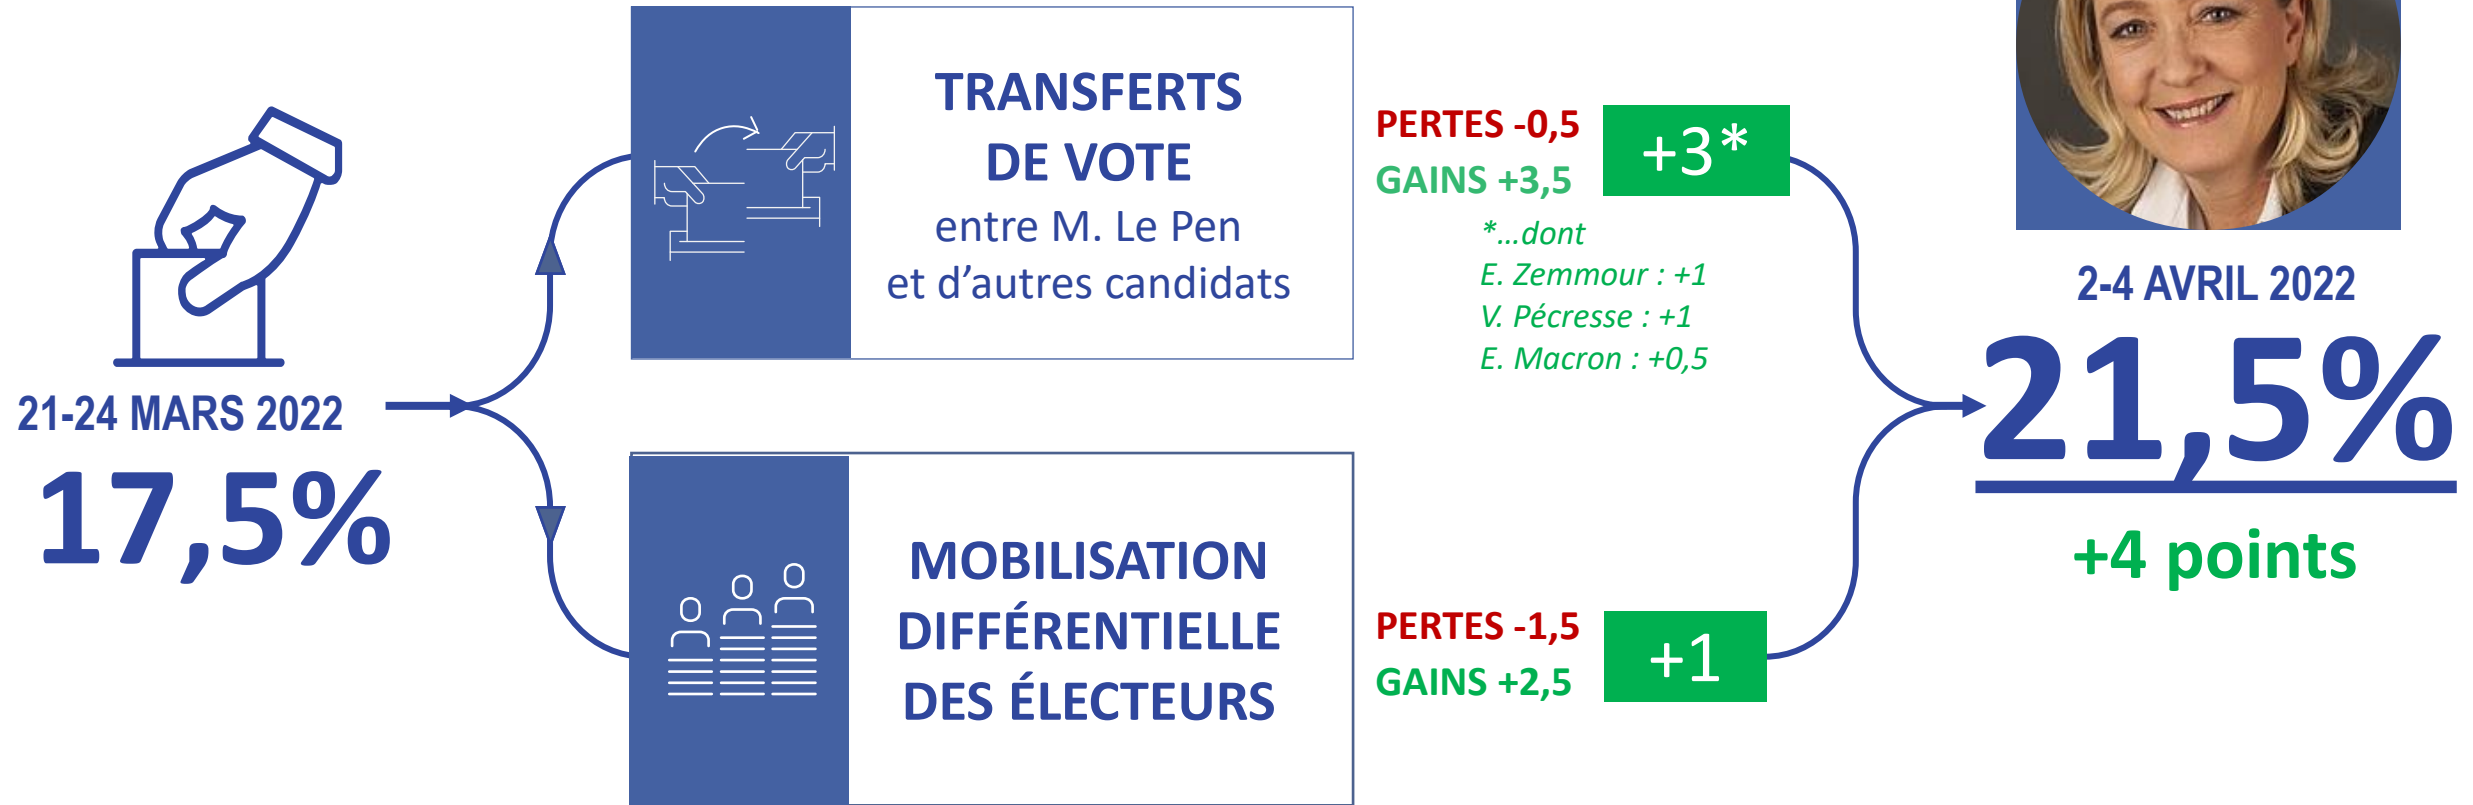 21-24 MARS 2022
17,5%
TRANSFERTS
DE VOTE
entre M. Le Pen
et d’autres candidats
PERTES -0,5
GAINS +3,5
+3*
*...dont
E. Zemmour : +1
V. Pécresse : +1
E. Macron : +0,5
MOBILISATION
DIFFÉRENTIELLE
DES ÉLECTEURS
PERTES -1,5
GAINS +2,5
+1
2-4 AVRIL 2022
21,5%
+4 points